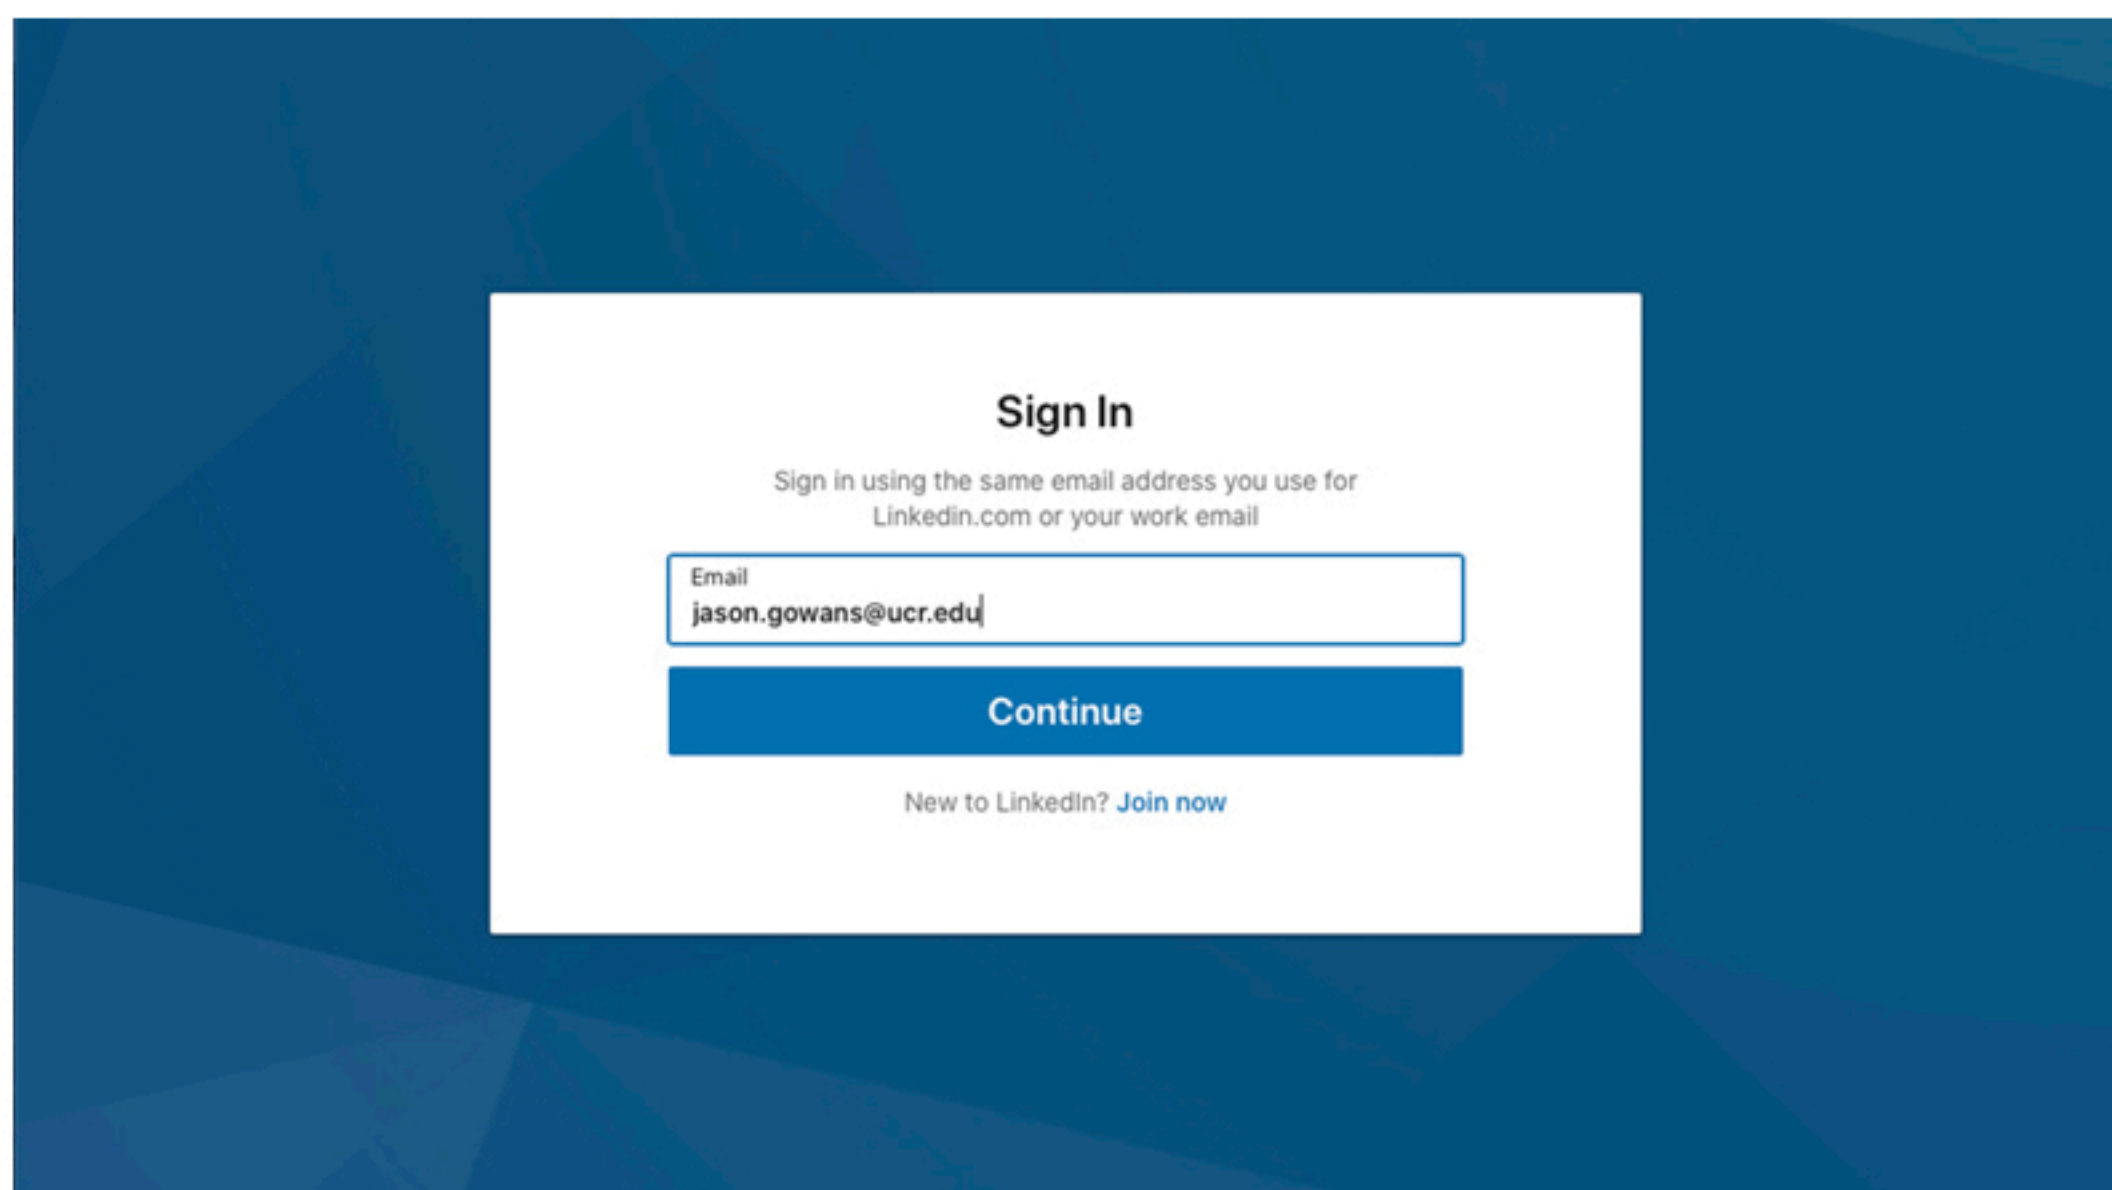 Sign In
Sign in using the same email address you use for
Linkedin.com or your work email
Email
jason.gowans@ucr.edu
Continue
New to LinkedIn? Join now